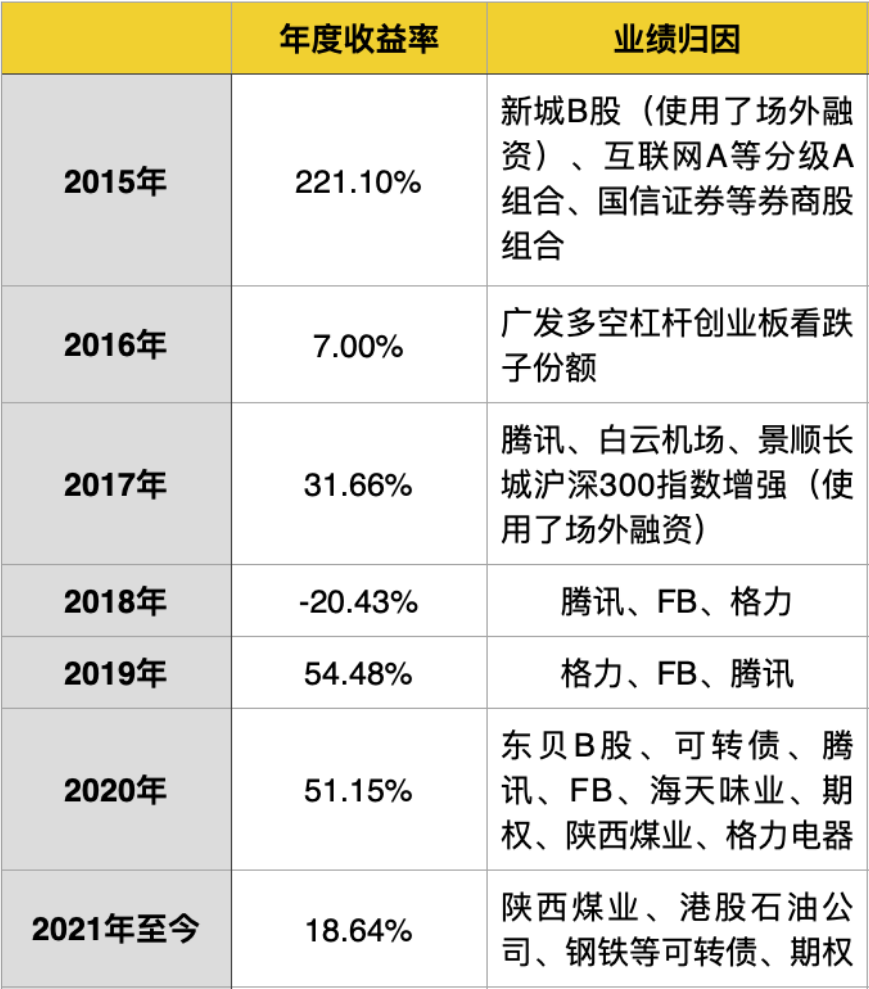 年度收益率 业绩归因
2015年 221.10% 新城B股（使用了场外融
资）、互联网A等分级A
组合、国信证券等券商股
组合
2016年 7.00% 广发多空杠杆创业板看跌
子份额
2017年 31.66% 腾讯、白云机场、景顺长
城沪深300指数增强（使
用了场外融资）
2018年 -20.43% 腾讯、FB、格力
2019年 54.48% 格力、FB、腾讯
2020年 51.15% 东贝B股、可转债、腾
讯、FB、海天味业、期
权、陕西煤业、格力电器
2021年至今 18.64% 陕西煤业、港股石油公
司、钢铁等可转债、期权